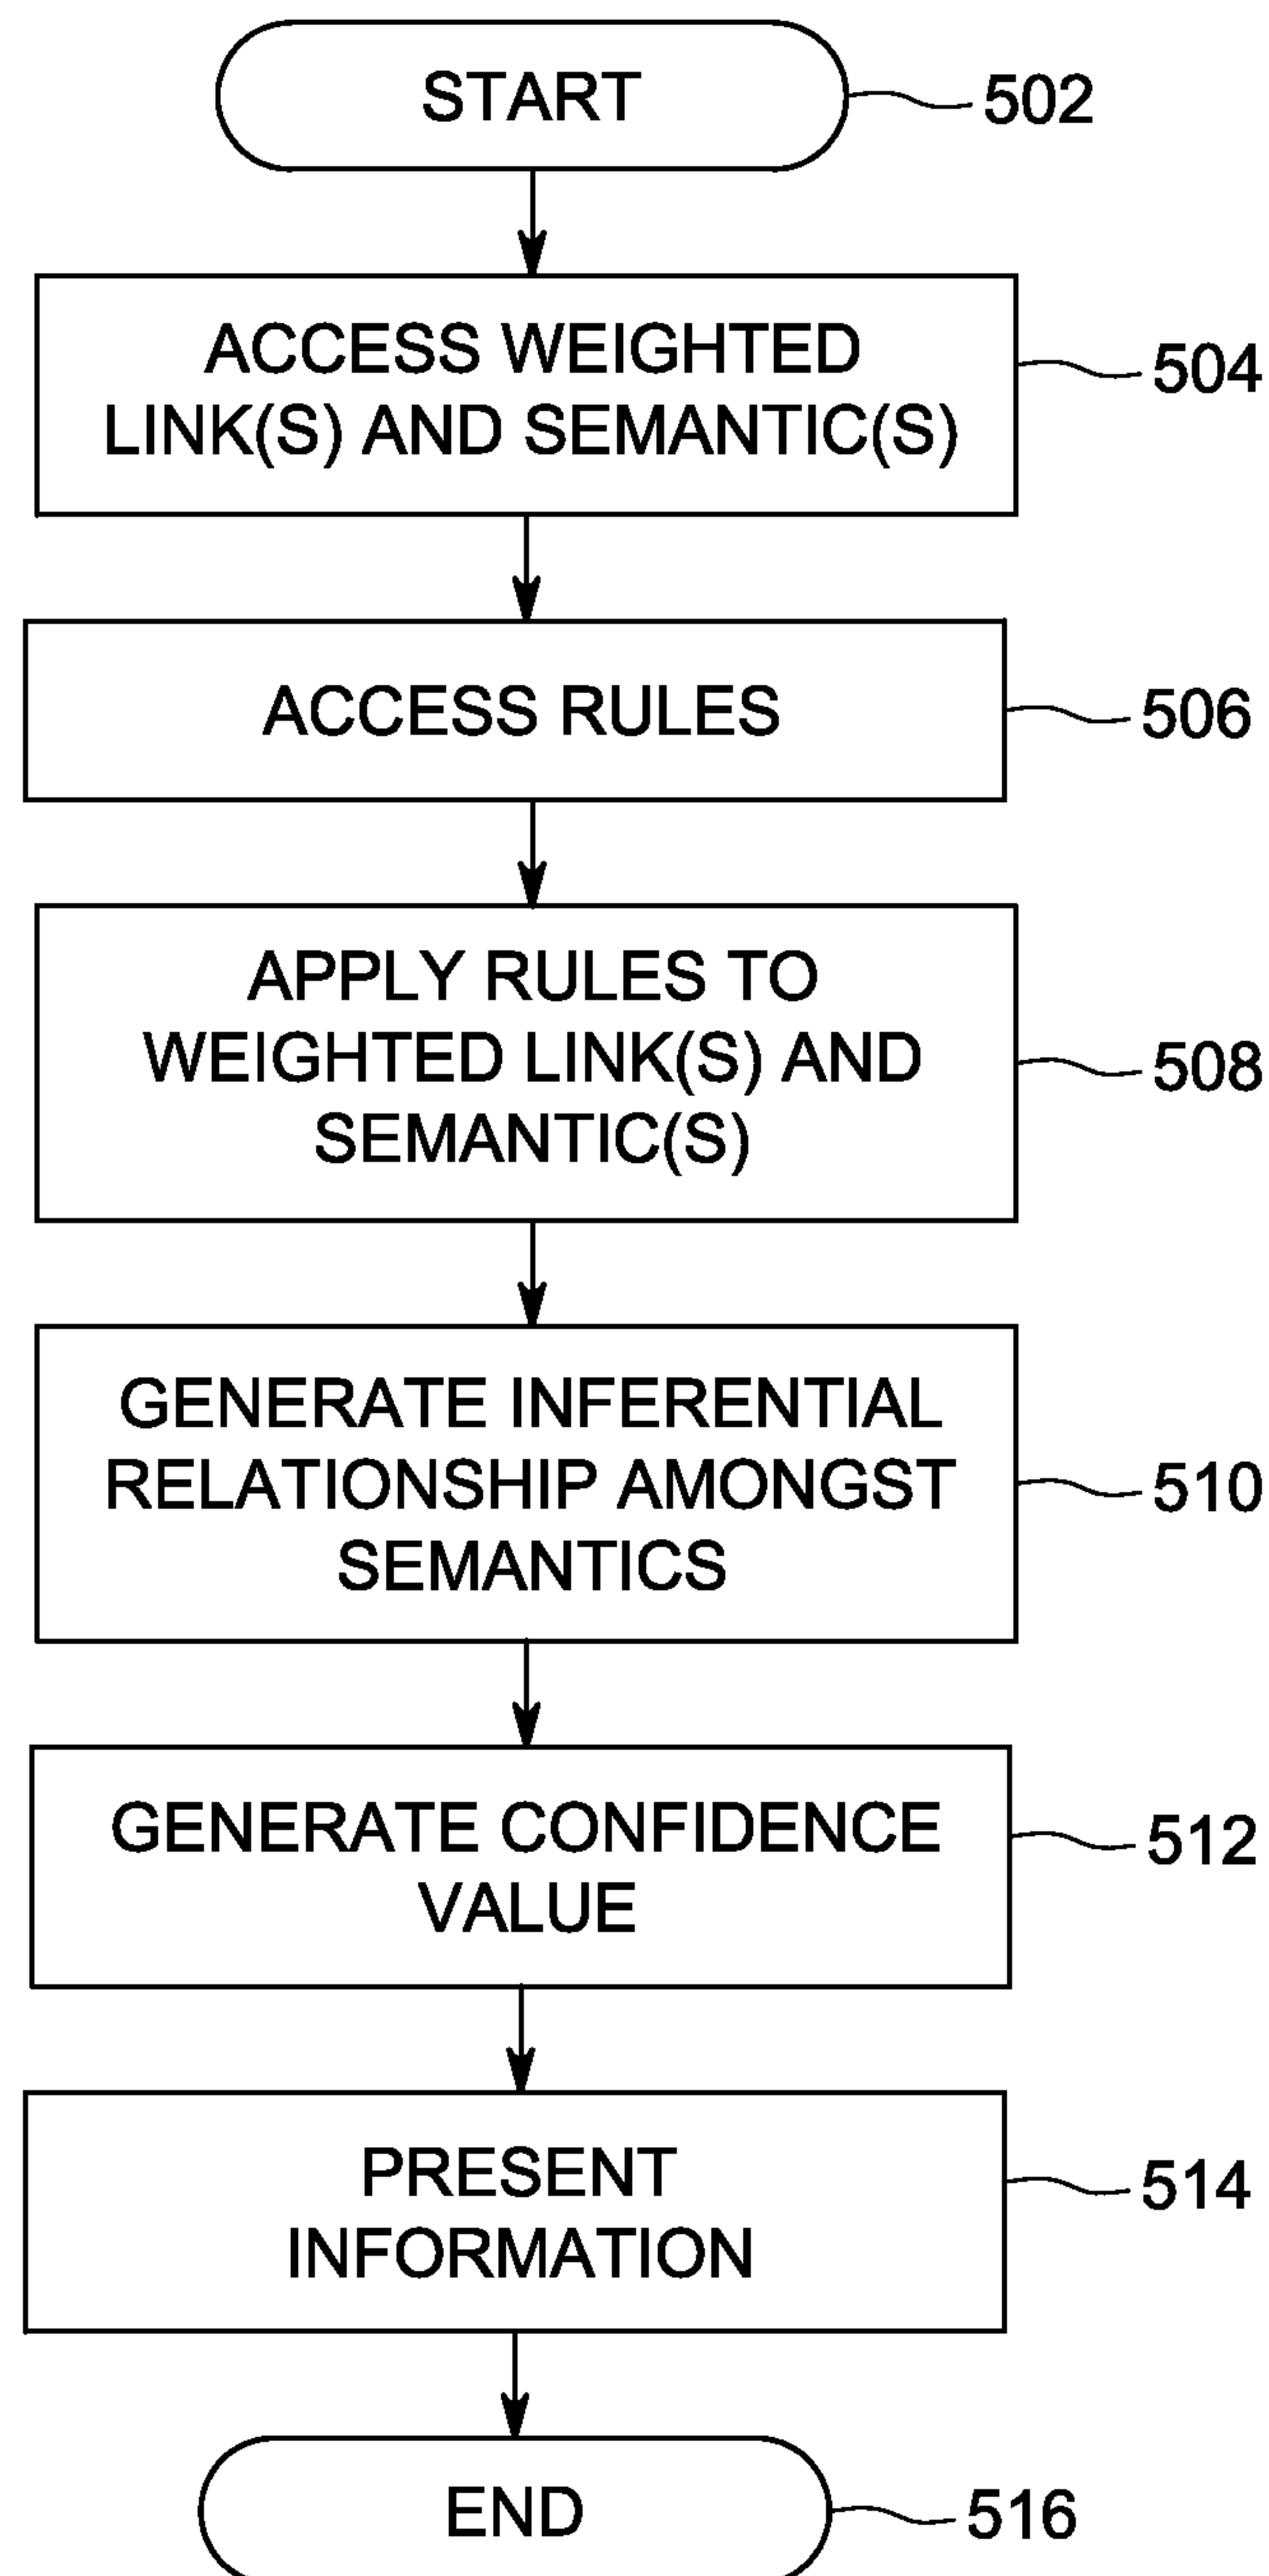 START
502
ACCESS WEIGHTED
LINK(S) AND SEMANTIC(S)
504
ACCESS RULES
506
APPLY RULES TO
WEIGHTED LINK(S) AND
SEMANTIC(S)
508
GENERATE INFERENTIAL
RELATIONSHIP AMONGST
SEMANTICS
510
GENERATE CONFIDENCE
VALUE
512
PRESENT
INFORMATION
514
END
516